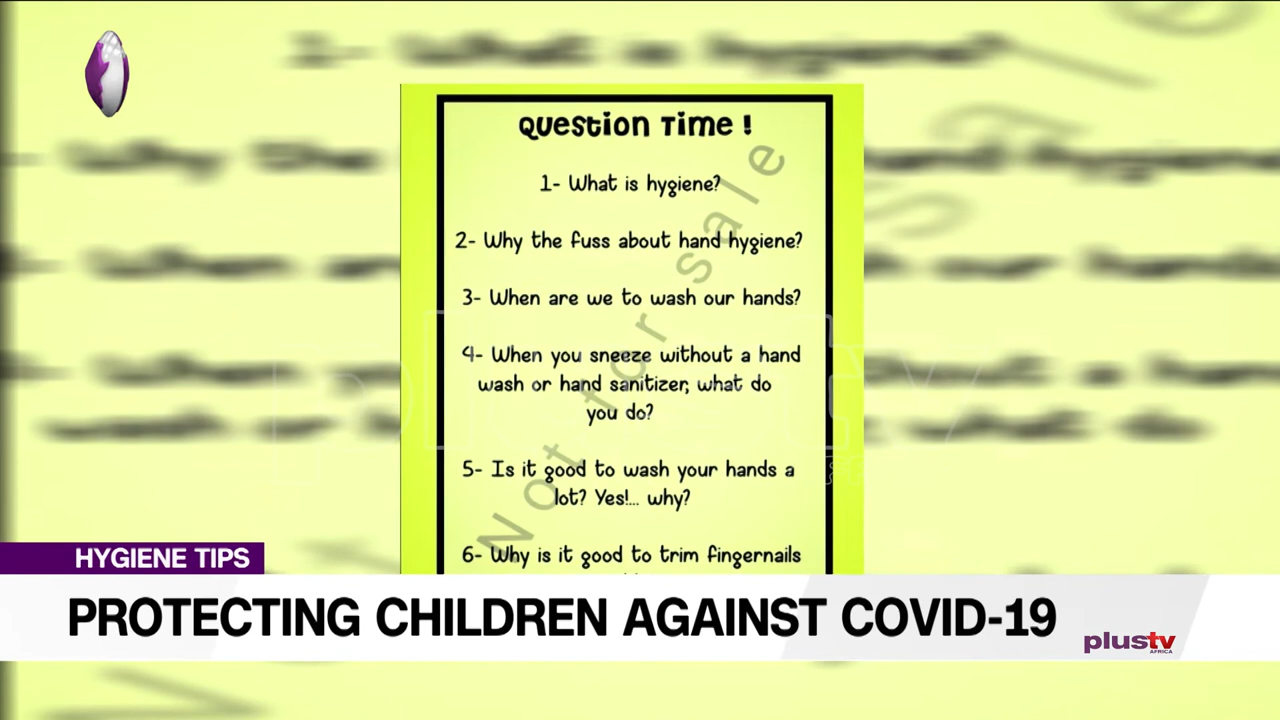 Question Time !
1- What is hygiene?
2- Why the fuss about hand hygiene?
3- When are we to wash our hands?
4- When you sneeze without a hand
wash or hand sanitizer, what do
you do?
5- Is it good to wash your hands a
lot? Yes!... why?
6- Why is it good to trim fingernails
Not for sale
HYGIENE TIPS
PROTECTING CHILDREN AGAINST COVID-19
plustv
AFRICA